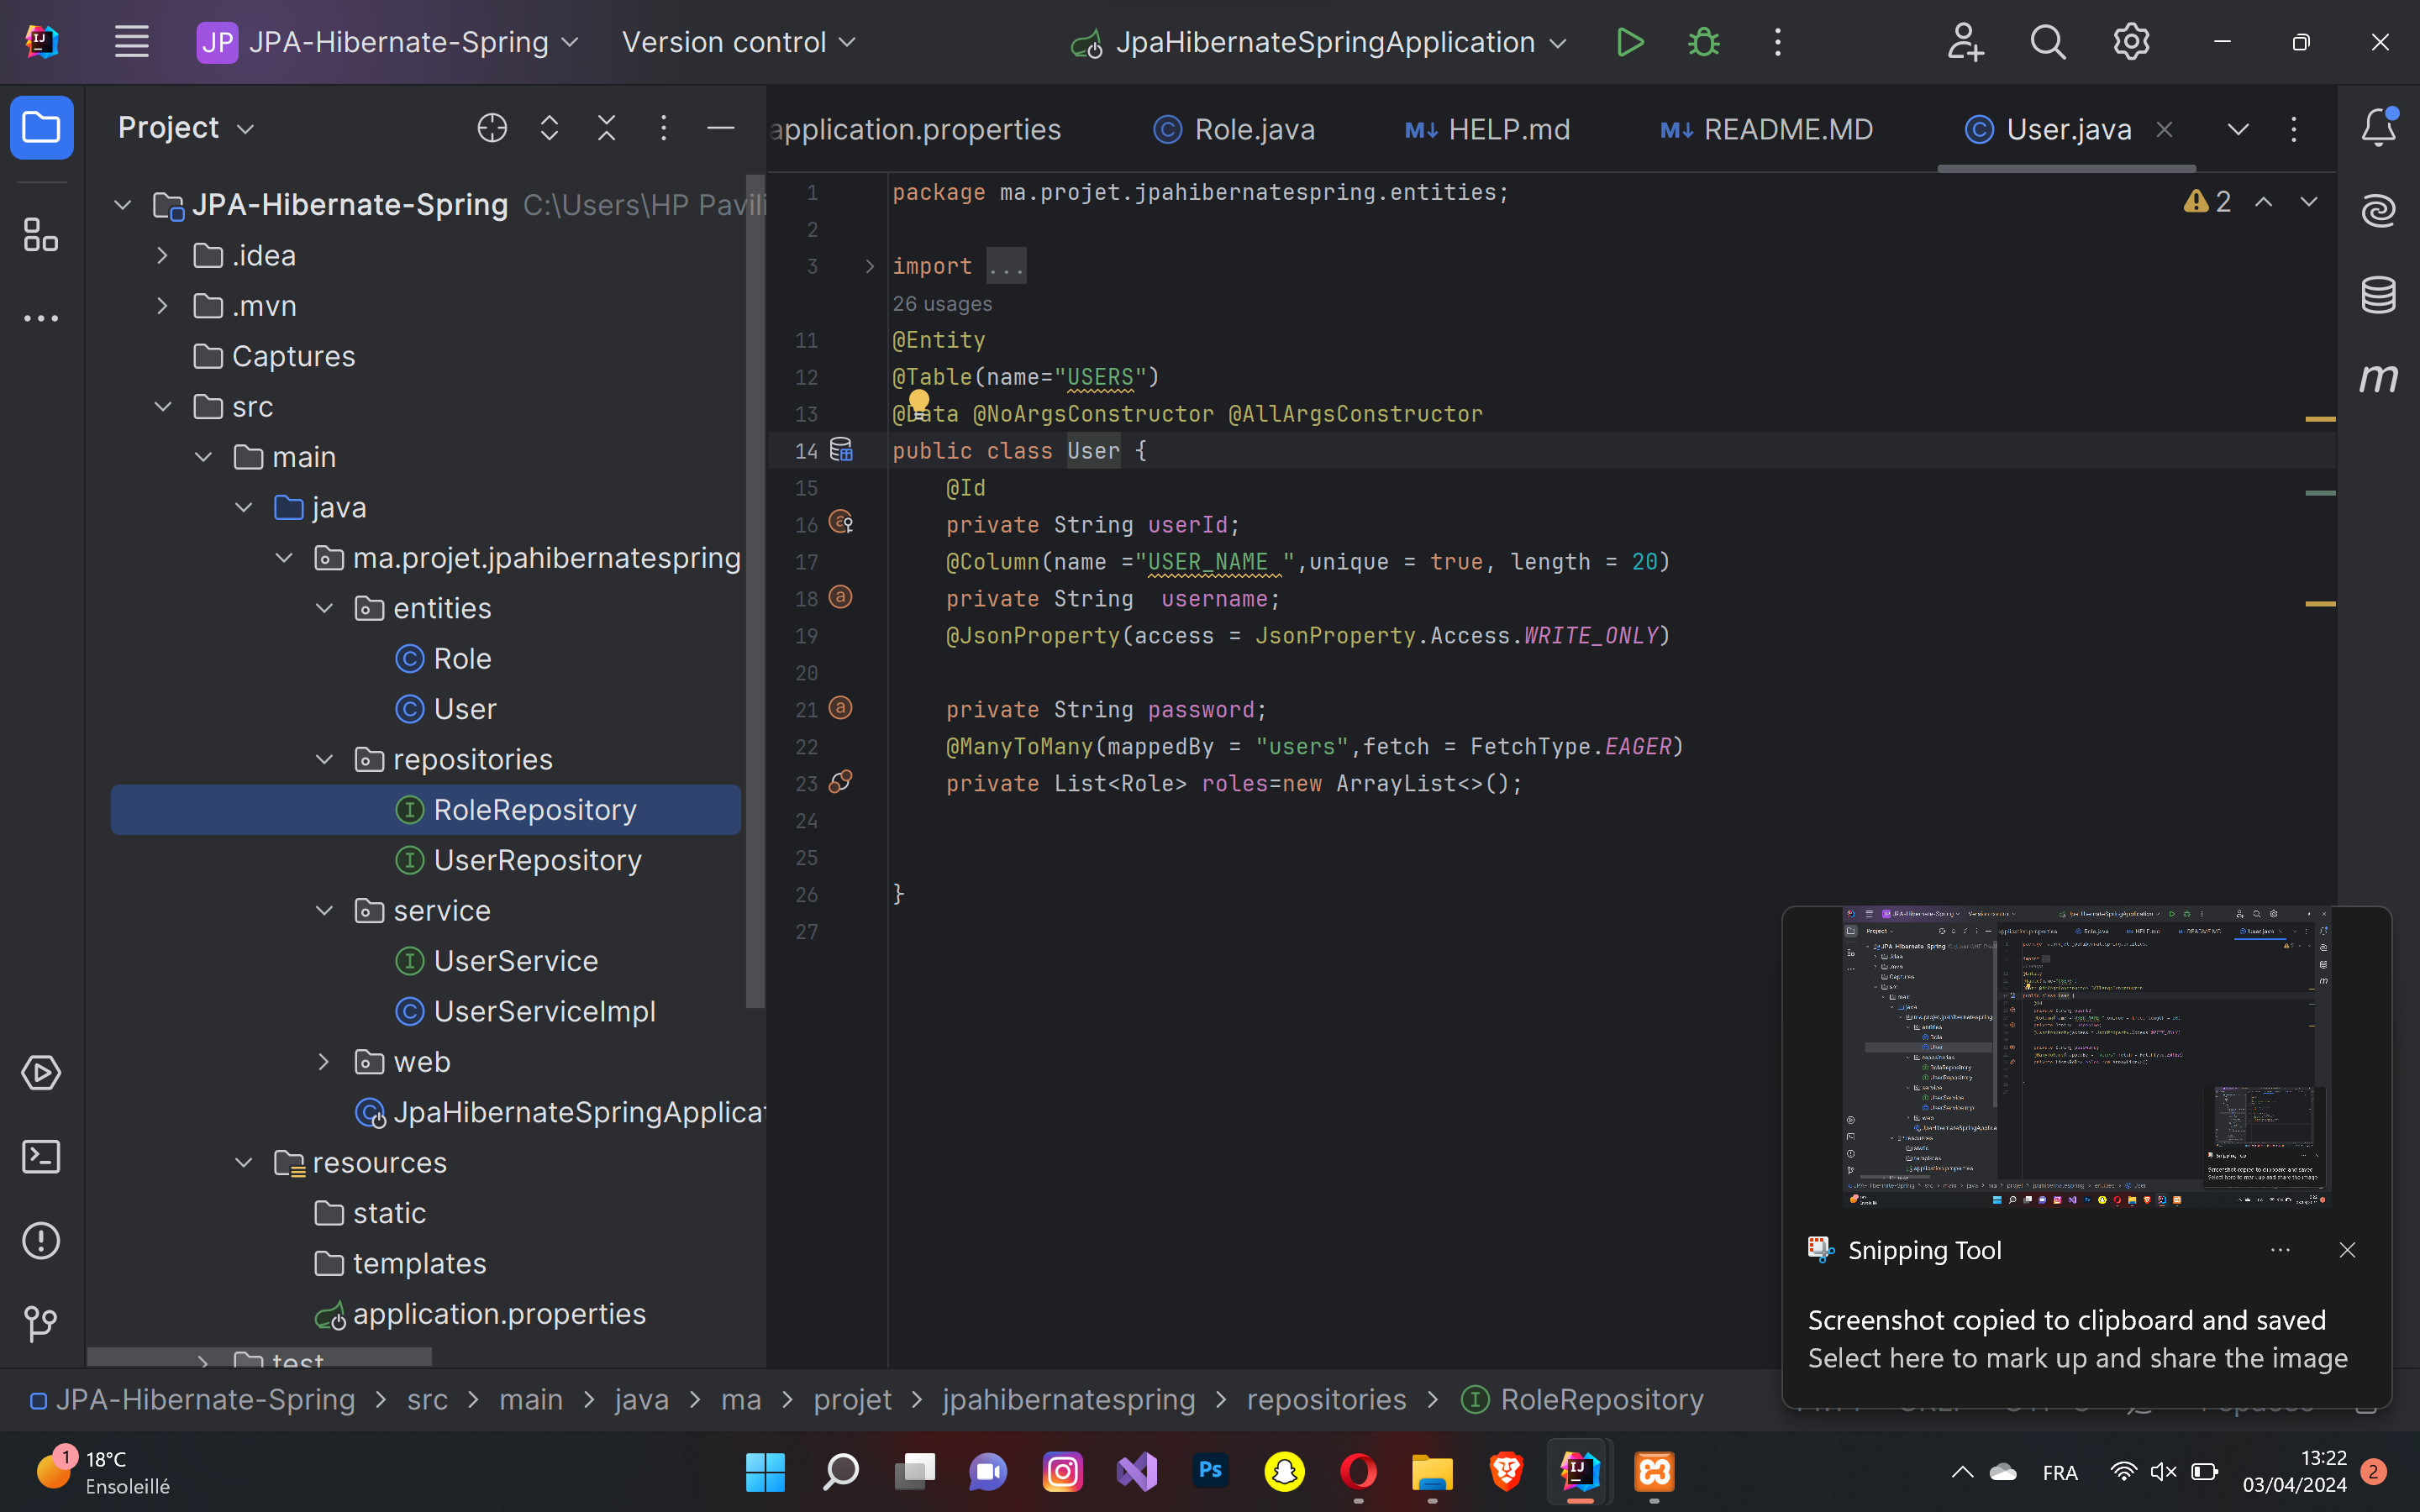 JP JPA-Hibernate-Spring Version control JpaHibernateSpringApplication
Project
application.properties Role.java M↓ HELP.md M↓ README.MD User.java
JPA-Hibernate-Spring C:\Users\HP Pavili
.idea
.mvn
Captures
src
main
java
ma.projet.jpahibernatespring
entities
Role
User
repositories
RoleRepository
UserRepository
service
UserService
UserServiceImpl
web
JpaHibernateSpringApplicat
resources
static
templates
application.properties
test
2
1 package ma.projet.jpahibernatespring.entities;
2
3 import ...
26 usages
11 @Entity
12 @Table(name="USERS")
13 @Data @NoArgsConstructor @AllArgsConstructor
14 public class User {
15 @Id
16 private String userId;
17 @Column(name ="USER_NAME ",unique = true, length = 20)
18 private String  username;
19 @JsonProperty(access = JsonProperty.Access.WRITE_ONLY)
20
21 private String password;
22 @ManyToMany(mappedBy = "users",fetch = FetchType.EAGER)
23 private List<Role> roles=new ArrayList<>();
24
25
26 }
27
Snipping Tool
Screenshot copied to clipboard and saved
Select here to mark up and share the image
JPA-Hibernate-Spring > src > main > java > ma > projet > jpahibernatespring > repositories > RoleRepository
1 18°C
Ensoleillé
Ps
FRA
13:22
03/04/2024
2